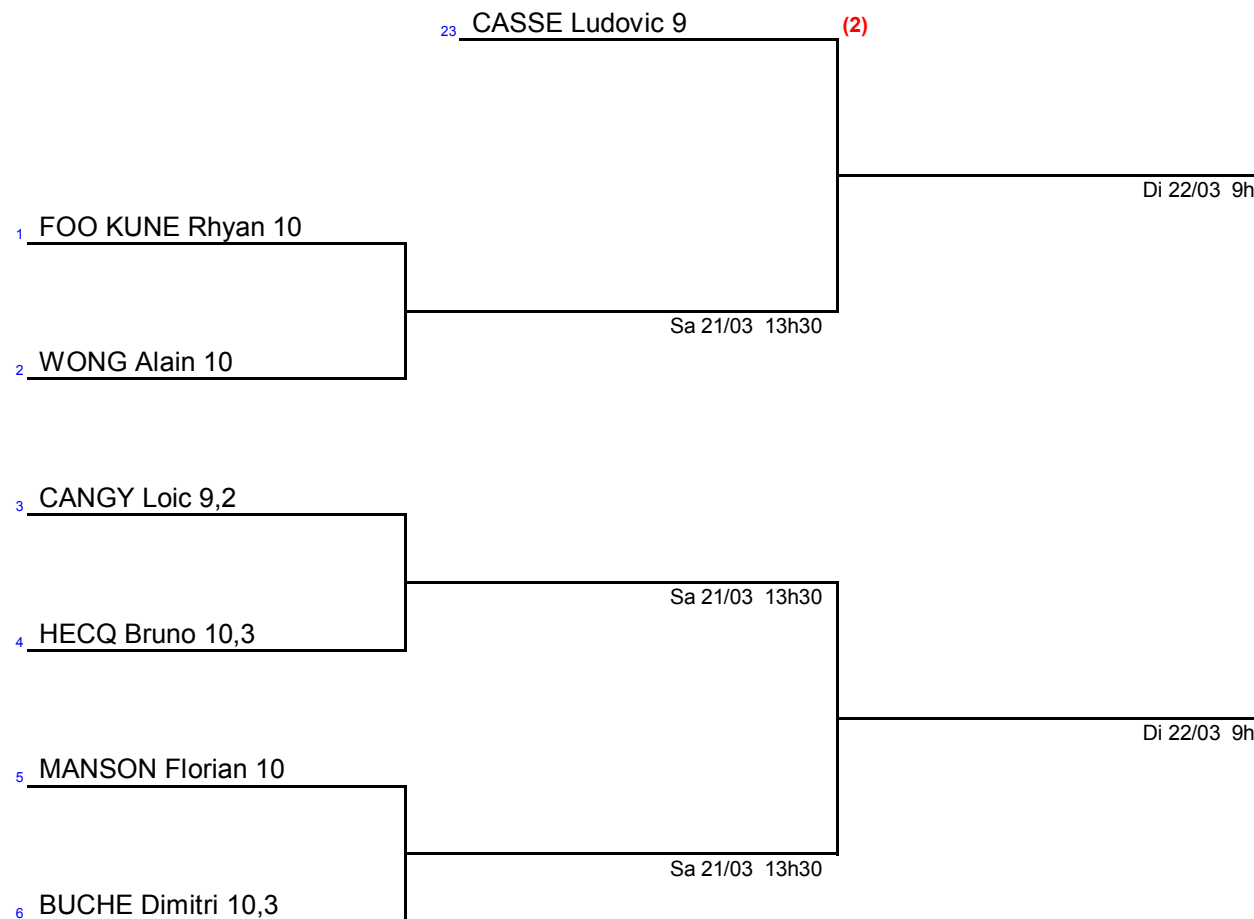 23 CASSE Ludovic 9 (2)
Di 22/03 9h
1 FOO KUNE Rhyan 10
Sa 21/03 13h30
2 WONG Alain 10
3 CANGY Loic 9,2
Sa 21/03 13h30
4 HECQ Bruno 10,3
Di 22/03 9h
5 MANSON Florian 10
Sa 21/03 13h30
6 BUCHE Dimitri 10,3